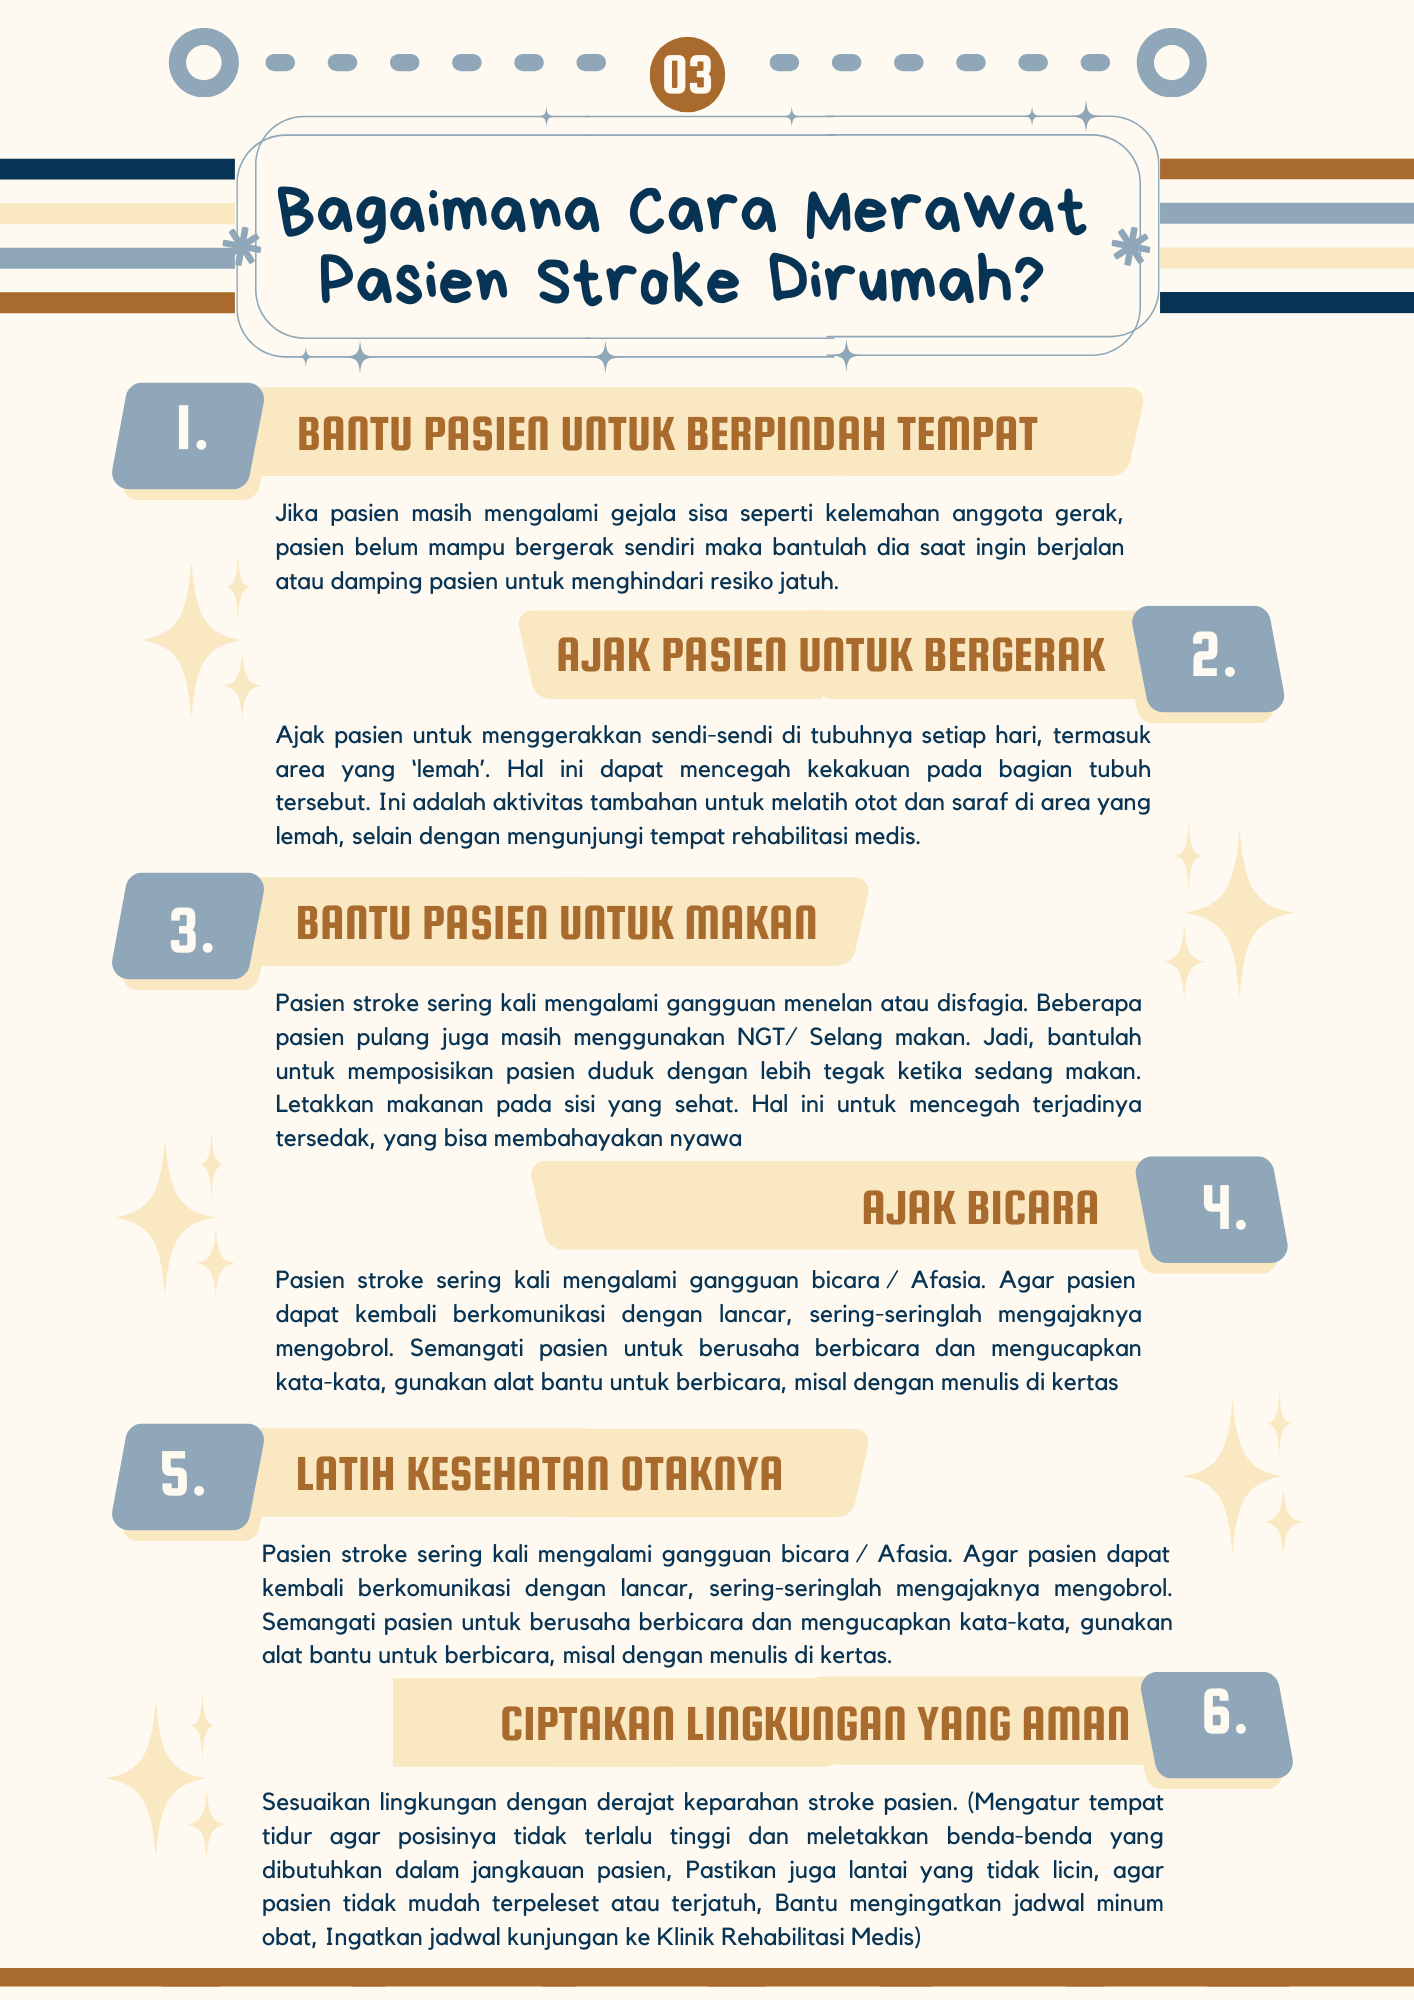 03
Bagaimana Cara Merawat
Pasien Stroke Dirumah?
1.
BANTU PASIEN UNTUK BERPINDAH TEMPAT
Jika pasien masih mengalami gejala sisa seperti kelemahan anggota gerak,
pasien belum mampu bergerak sendiri maka bantulah dia saat ingin berjalan
atau damping pasien untuk menghindari resiko jatuh.
AJAK PASIEN UNTUK BERGERAK
2.
Ajak pasien untuk menggerakkan sendi-sendi di tubuhnya setiap hari, termasuk
area yang ‘lemah’. Hal ini dapat mencegah kekakuan pada bagian tubuh
tersebut. Ini adalah aktivitas tambahan untuk melatih otot dan saraf di area yang
lemah, selain dengan mengunjungi tempat rehabilitasi medis.
3.
BANTU PASIEN UNTUK MAKAN
Pasien stroke sering kali mengalami gangguan menelan atau disfagia. Beberapa
pasien pulang juga masih menggunakan NGT/ Selang makan. Jadi, bantulah
untuk memposisikan pasien duduk dengan lebih tegak ketika sedang makan.
Letakkan makanan pada sisi yang sehat. Hal ini untuk mencegah terjadinya
tersedak, yang bisa membahayakan nyawa
AJAK BICARA
4.
Pasien stroke sering kali mengalami gangguan bicara / Afasia. Agar pasien
dapat kembali berkomunikasi dengan lancar, sering-seringlah mengajaknya
mengobrol. Semangati pasien untuk berusaha berbicara dan mengucapkan
kata-kata, gunakan alat bantu untuk berbicara, misal dengan menulis di kertas
5.
LATIH KESEHATAN OTAKNYA
Pasien stroke sering kali mengalami gangguan bicara / Afasia. Agar pasien dapat
kembali berkomunikasi dengan lancar, sering-seringlah mengajaknya mengobrol.
Semangati pasien untuk berusaha berbicara dan mengucapkan kata-kata, gunakan
alat bantu untuk berbicara, misal dengan menulis di kertas.
CIPTAKAN LINGKUNGAN YANG AMAN
6.
Sesuaikan lingkungan dengan derajat keparahan stroke pasien. (Mengatur tempat
tidur agar posisinya tidak terlalu tinggi dan meletakkan benda-benda yang
dibutuhkan dalam jangkauan pasien, Pastikan juga lantai yang tidak licin, agar
pasien tidak mudah terpeleset atau terjatuh, Bantu mengingatkan jadwal minum
obat, Ingatkan jadwal kunjungan ke Klinik Rehabilitasi Medis)